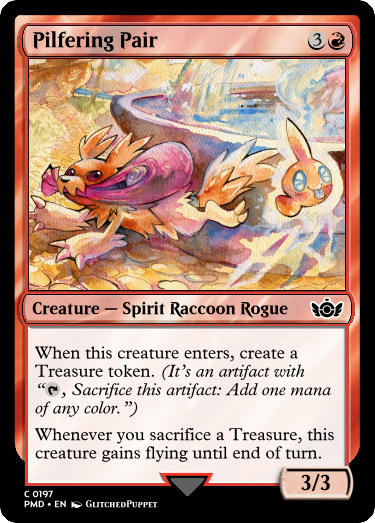 Pilfering Pair 3
Creature — Spirit Raccoon Rogue
When this creature enters, create a
Treasure token. (It's an artifact with
“, Sacrifice this artifact: Add one mana
of any color.”)
Whenever you sacrifice a Treasure, this
creature gains flying until end of turn.
3/3
C 0197
PMD • EN GlitchedPuppet